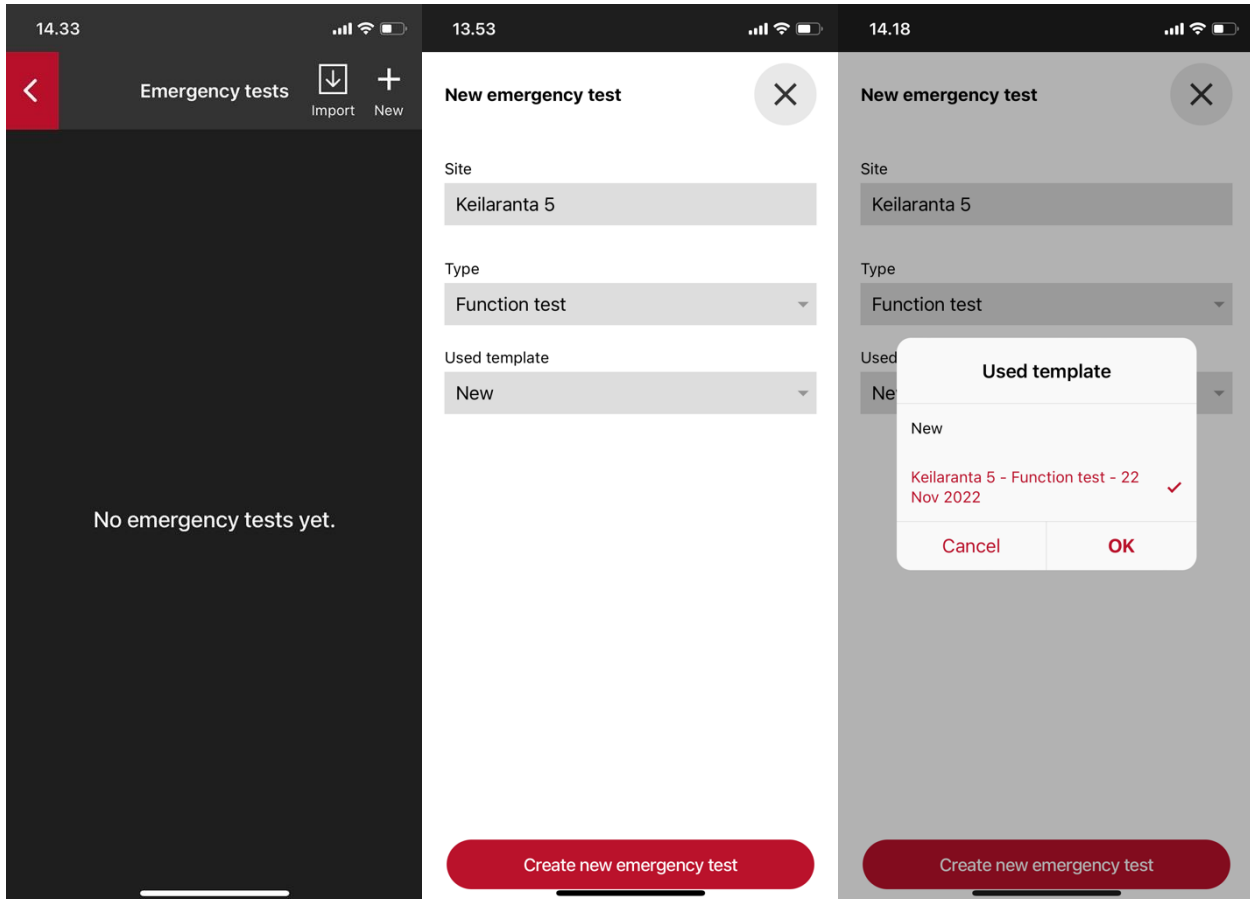 14.33
Emergency tests
Import
New
No emergency tests yet.
13.53
New emergency test
Site
Keilaranta 5
Type
Function test
Used template
New
Create new emergency test
14.18
New emergency test
Site
Keilaranta 5
Type
Function test
Used
Ne
Used template
New
Keilaranta 5 - Function test - 22
Nov 2022
Cancel
OK
Create new emergency test